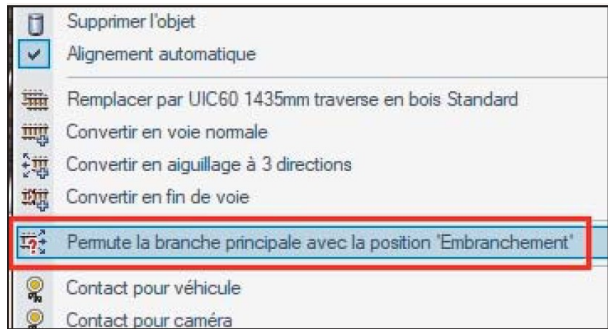 Supprimer l'objet
Alignement automatique
Remplacer par UIC60 1435mm traverse en bois Standard
Convertir en voie normale
Convertir en aiguillage à 3 directions
Convertir en fin de voie
Permute la branche principale avec la position 'Embranchement'
Contact pour véhicule
Contact pour caméra